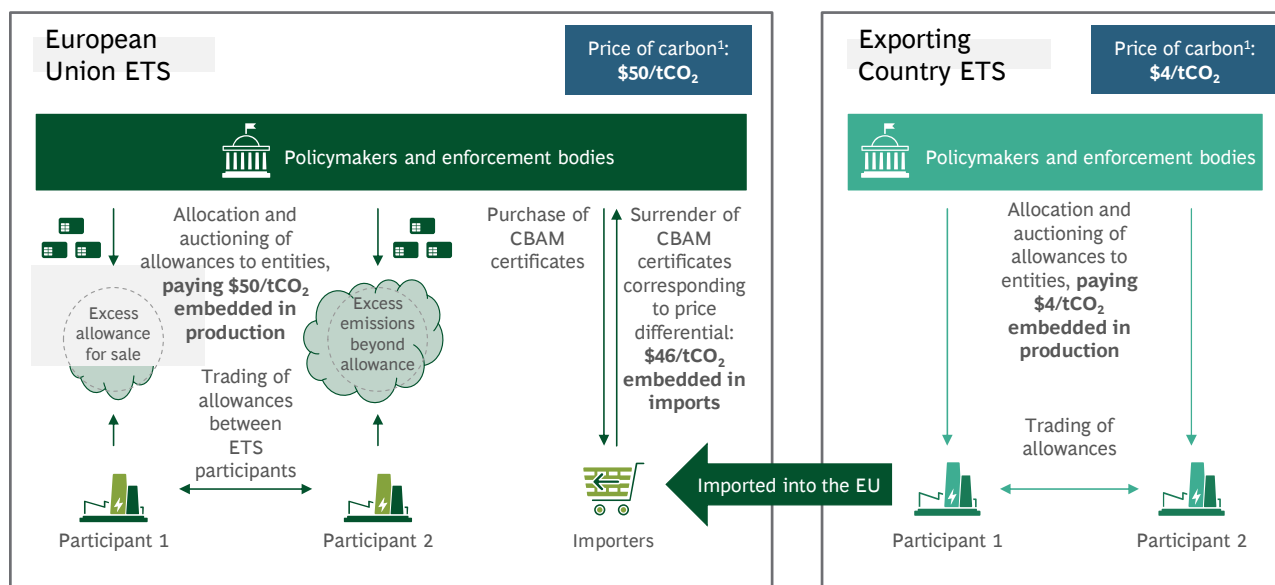 European
Union ETS
Price of carbon¹:
$50/tCO₂
Policymakers and enforcement bodies
Allocation and
auctioning of
allowances to entities,
paying $50/tCO₂
embedded in
production
Excess
allowance
for sale
Excess
emissions
beyond
allowance
Trading of
allowances
between
ETS
participants
Participant 1
Participant 2
Purchase of
CBAM
certificates
Surrender of
CBAM
certificates
corresponding
to price
differential:
$46/tCO₂
embedded in
imports
Importers
Imported into the EU
Exporting
Country ETS
Price of carbon¹:
$4/tCO₂
Policymakers and enforcement bodies
Allocation and
auctioning of
allowances to
entities, paying
$4/tCO₂
embedded in
production
Trading of
allowances
Participant 1
Participant 2